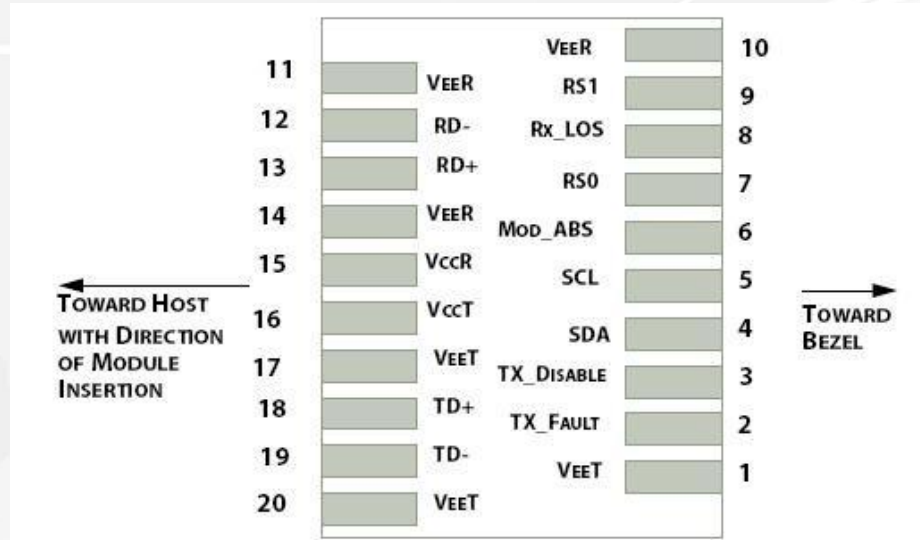 VEER 10
11 VEER
RS1 9
12 RD-
Rx_LOS 8
13 RD+
RS0 7
14 VEER
MOD_ABS 6
15 VCCR
SCL 5
16 VCCT
SDA 4
17 VEET
TX_DISABLE 3
18 TD+
TX_FAULT 2
19 TD-
VEET 1
20 VEET
TOWARD HOST
WITH DIRECTION
OF MODULE
INSERTION
TOWARD
BEZEL